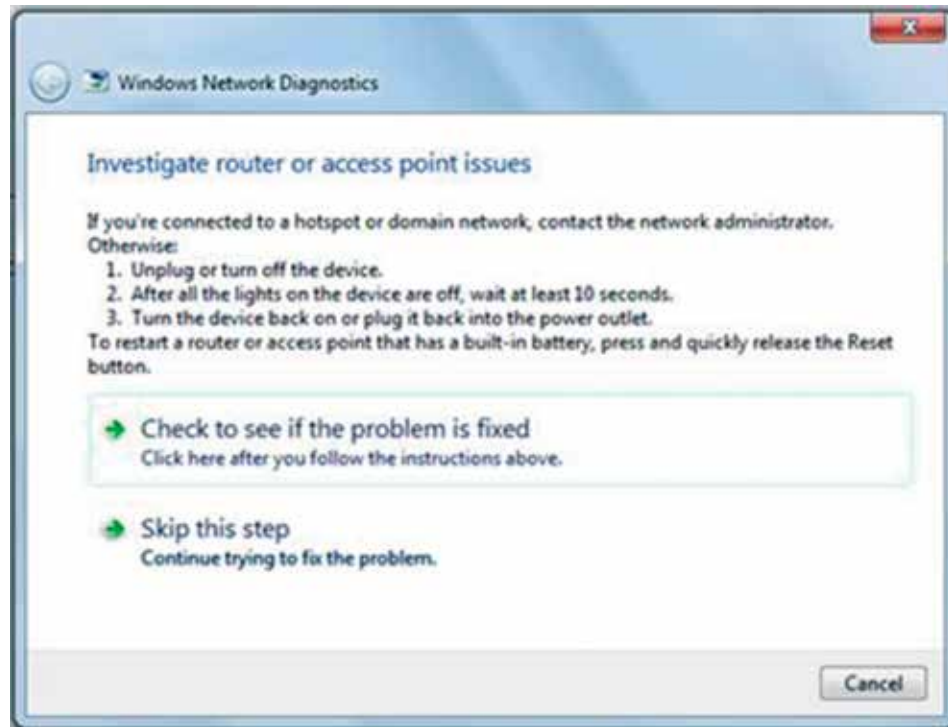 Windows Network Diagnostics
Investigate router or access point issues
If you're connected to a hotspot or domain network, contact the network administrator.
Otherwise:
1. Unplug or turn off the device.
2. After all the lights on the device are off, wait at least 10 seconds.
3. Turn the device back on or plug it back into the power outlet.
To restart a router or access point that has a built-in battery, press and quickly release the Reset
button.
Check to see if the problem is fixed
Click here after you follow the instructions above.
Skip this step
Continue trying to fix the problem.
Cancel